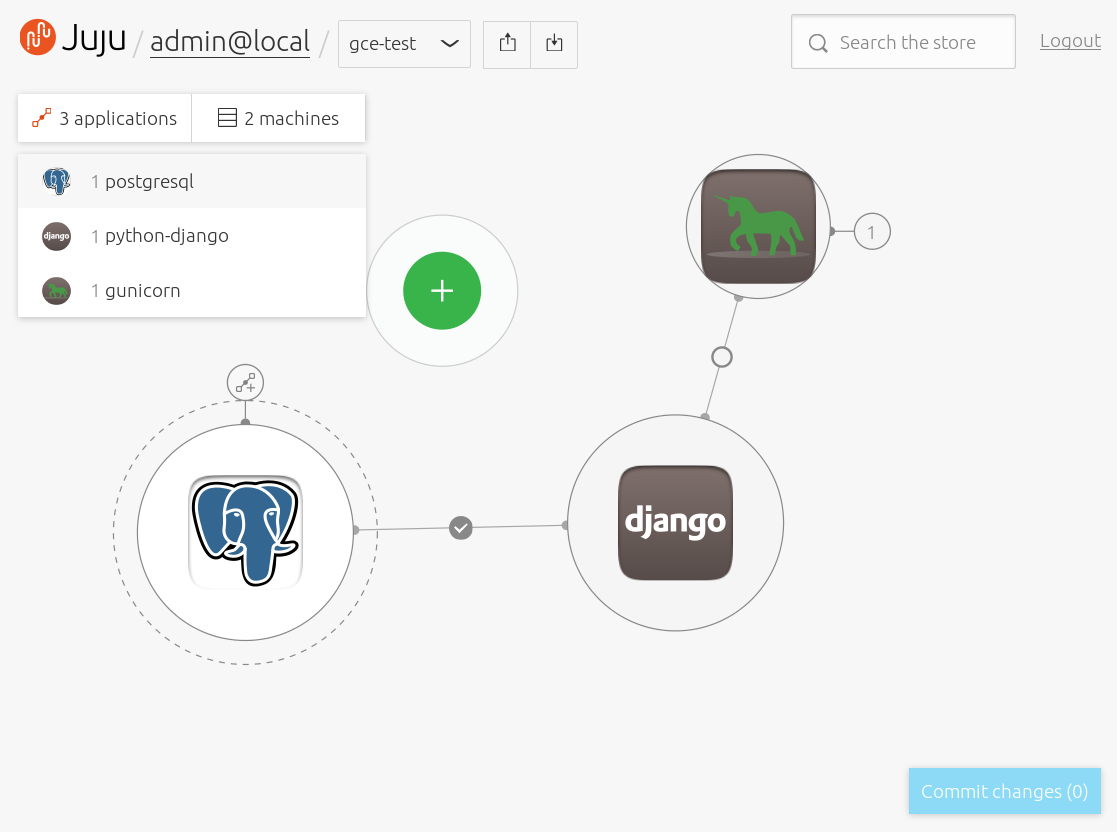 Juju / admin@local / gce-test
Search the store
Logout
3 applications
2 machines
1 postgresql
django
1 python-django
1 gunicorn
1
django
Commit changes (0)